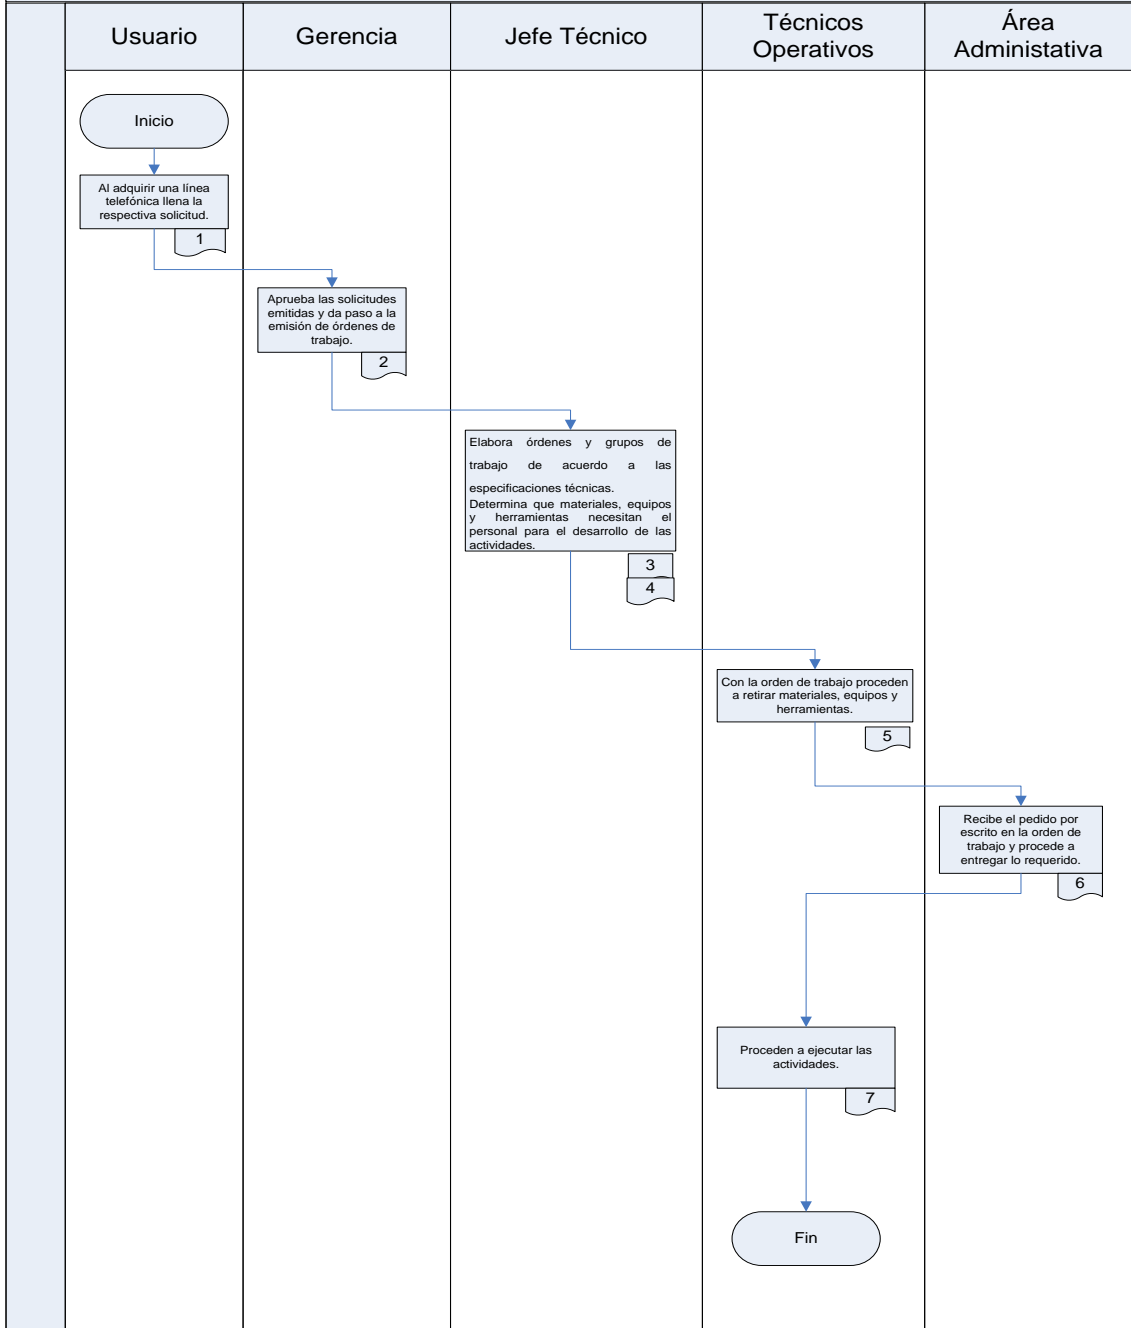 Usuario
Gerencia
Jefe Técnico
Técnicos
Operativos
Área
Administativa
Inicio
Al adquirir una línea
telefónica llena la
respectiva solicitud.
1
Aprueba las solicitudes
emitidas y da paso a la
emisión de órdenes de
trabajo.
2
Elabora órdenes y grupos de
trabajo de acuerdo a las
especificaciones técnicas.
Determina que materiales, equipos
y herramientas necesitan el
personal para el desarrollo de las
actividades.
3
4
Con la orden de trabajo proceden
a retirar materiales, equipos y
herramientas.
5
Recibe el pedido por
escrito en la orden de
trabajo y procede a
entregar lo requerido.
6
Proceden a ejecutar las
actividades.
7
Fin